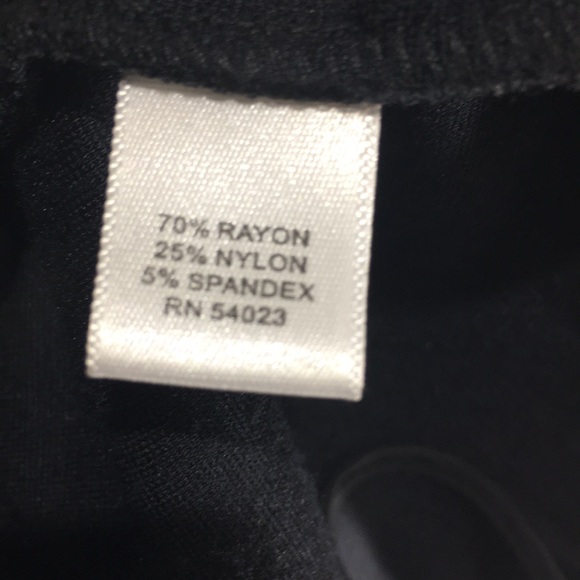 70% RAYON
25% NYLON
5% SPANDEX
RN 54023